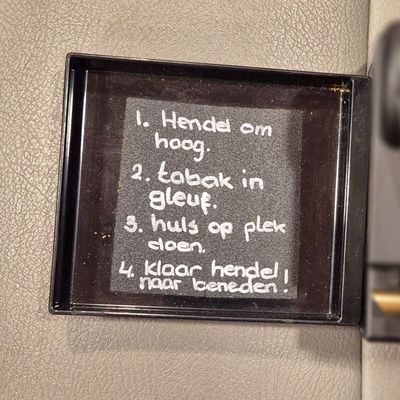 1. Hendel om
hoog.
2. tabak in
gleuf.
3. huls op plek
doen.
4. klaar hendel
naar beneden!